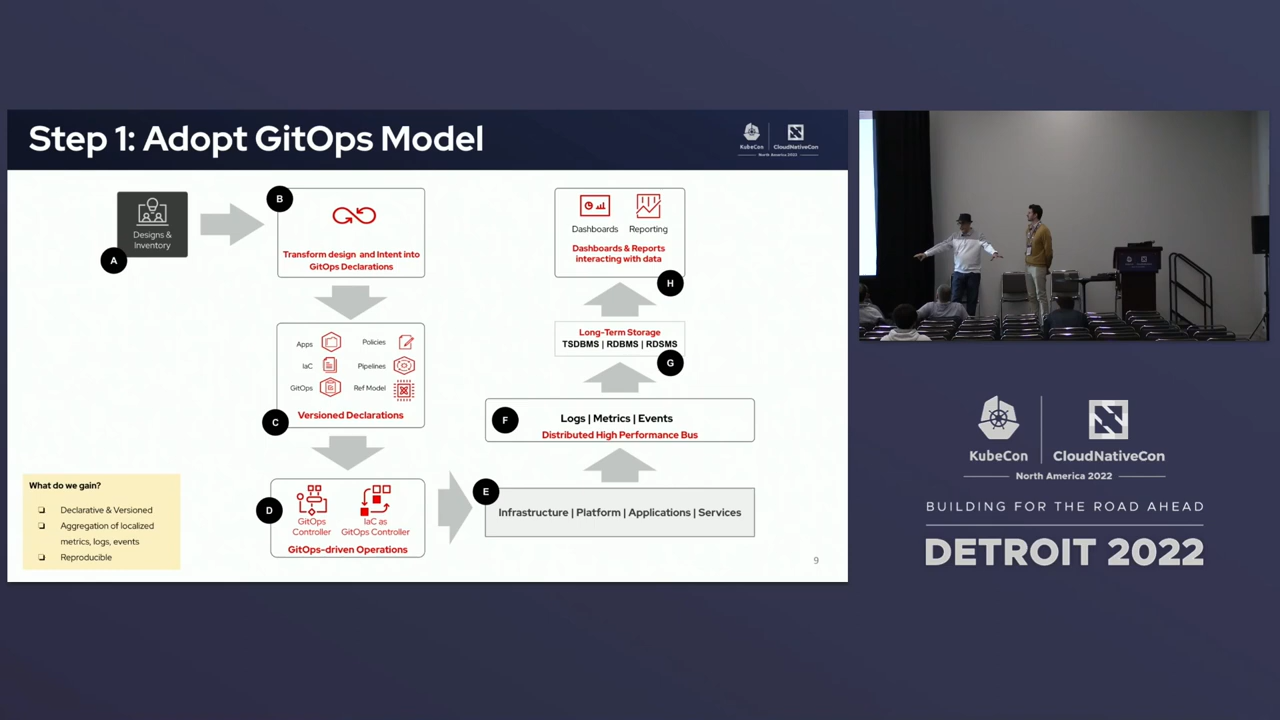 Step 1: Adopt GitOps Model
KubeCon
CloudNativeCon
North America 2022
A
Designs &
Inventory
B
Transform design and Intent into
GitOps Declarations
C
Apps
Policies
IaC
Pipelines
GitOps
Ref Model
Versioned Declarations
D
GitOps
Controller
IaC as
GitOps Controller
GitOps-driven Operations
E
Infrastructure | Platform | Applications | Services
F
Logs | Metrics | Events
Distributed High Performance Bus
G
Long-Term Storage
TSDBMS | RDBMS | RDSMS
H
Dashboards
Reporting
Dashboards & Reports
interacting with data
What do we gain?
Declarative & Versioned
Aggregation of localized
metrics, logs, events
Reproducible
9
KubeCon
CloudNativeCon
North America 2022
BUILDING FOR THE ROAD AHEAD
DETROIT 2022